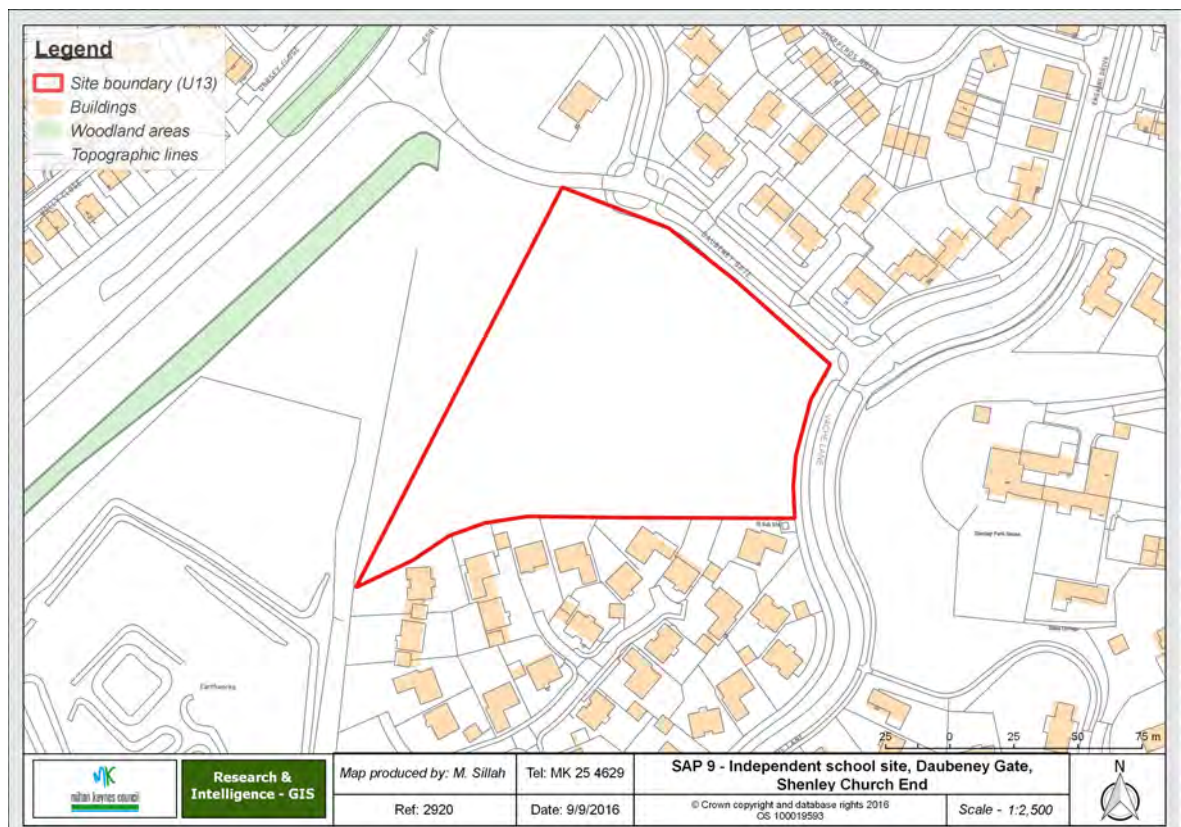 Legend
Site boundary (U13)
Buildings
Woodland areas
Topographic lines
DAUBENEY GATE
VACHE LANE
El Sub Sta
Shenley Park House
Earthworks
25 0 25 50 75 m
milton keynes council
Research &
Intelligence - GIS
Map produced by: M. Sillah
Tel: MK 25 4629
SAP 9 - Independent school site, Daubeney Gate,
Shenley Church End
Ref: 2920
Date: 9/9/2016
© Crown copyright and database rights 2016
OS 100019593
Scale - 1:2,500
N